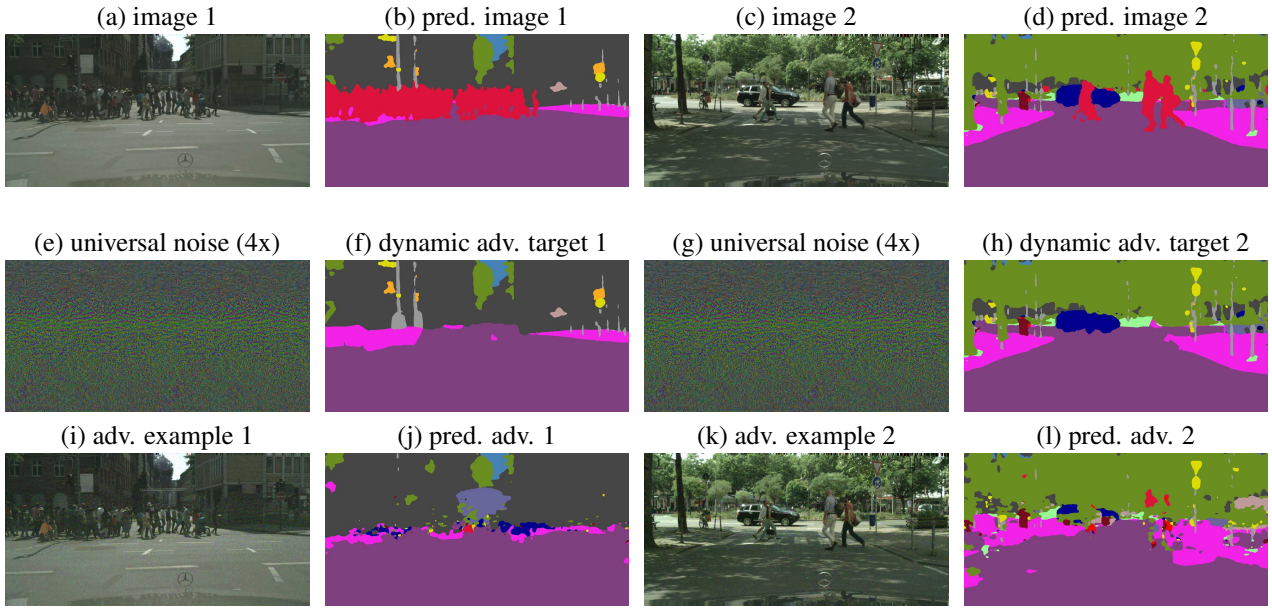 (a) image 1
(b) pred. image 1
(c) image 2
(d) pred. image 2
(e) universal noise (4x)
(f) dynamic adv. target 1
(g) universal noise (4x)
(h) dynamic adv. target 2
(i) adv. example 1
(j) pred. adv. 1
(k) adv. example 2
(l) pred. adv. 2